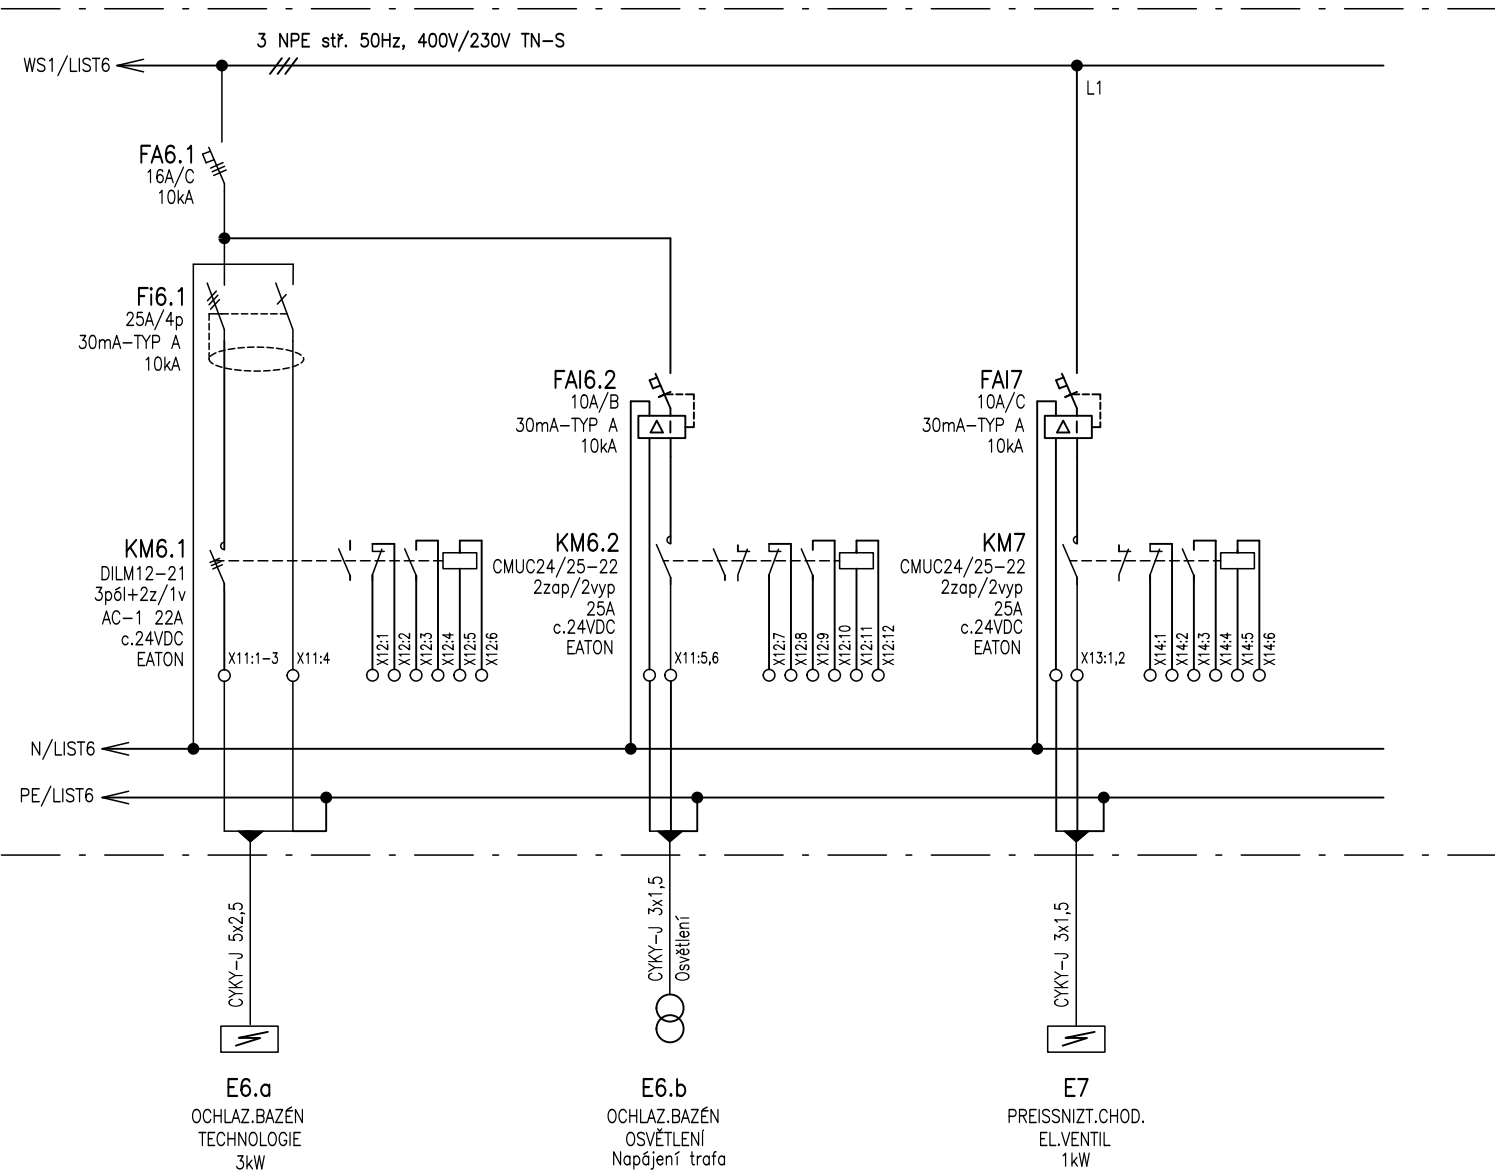 3 NPE stř. 50Hz, 400V/230V TN-S
WS1/LIST6
L1
FA6.1
16A/C
10kA
Fi6.1
25A/4p
30mA-TYP A
10kA
FAI6.2
10A/B
30mA-TYP A
10kA
FAI7
10A/C
30mA-TYP A
10kA
KM6.1
DILM12-21
3pól+2z/1v
AC-1 22A
c.24VDC
EATON
X11:1-3
X11:4
X12:1
X12:2
X12:3
X12:4
X12:5
X12:6
KM6.2
CMUC24/25-22
2zap/2vyp
25A
c.24VDC
EATON
X11:5,6
X12:7
X12:8
X12:9
X12:10
X12:11
X12:12
KM7
CMUC24/25-22
2zap/2vyp
25A
c.24VDC
EATON
X13:1,2
X14:1
X14:2
X14:3
X14:4
X14:5
X14:6
N/LIST6
PE/LIST6
CYKY-J 5x2,5
CYKY-J 3x1,5
Osvětlení
CYKY-J 3x1,5
E6.a
OCHLAZ.BAZÉN
TECHNOLOGIE
3kW
E6.b
OCHLAZ.BAZÉN
OSVĚTLENÍ
Napájení trafa
E7
PREISSNIZT.CHOD.
EL.VENTIL
1kW